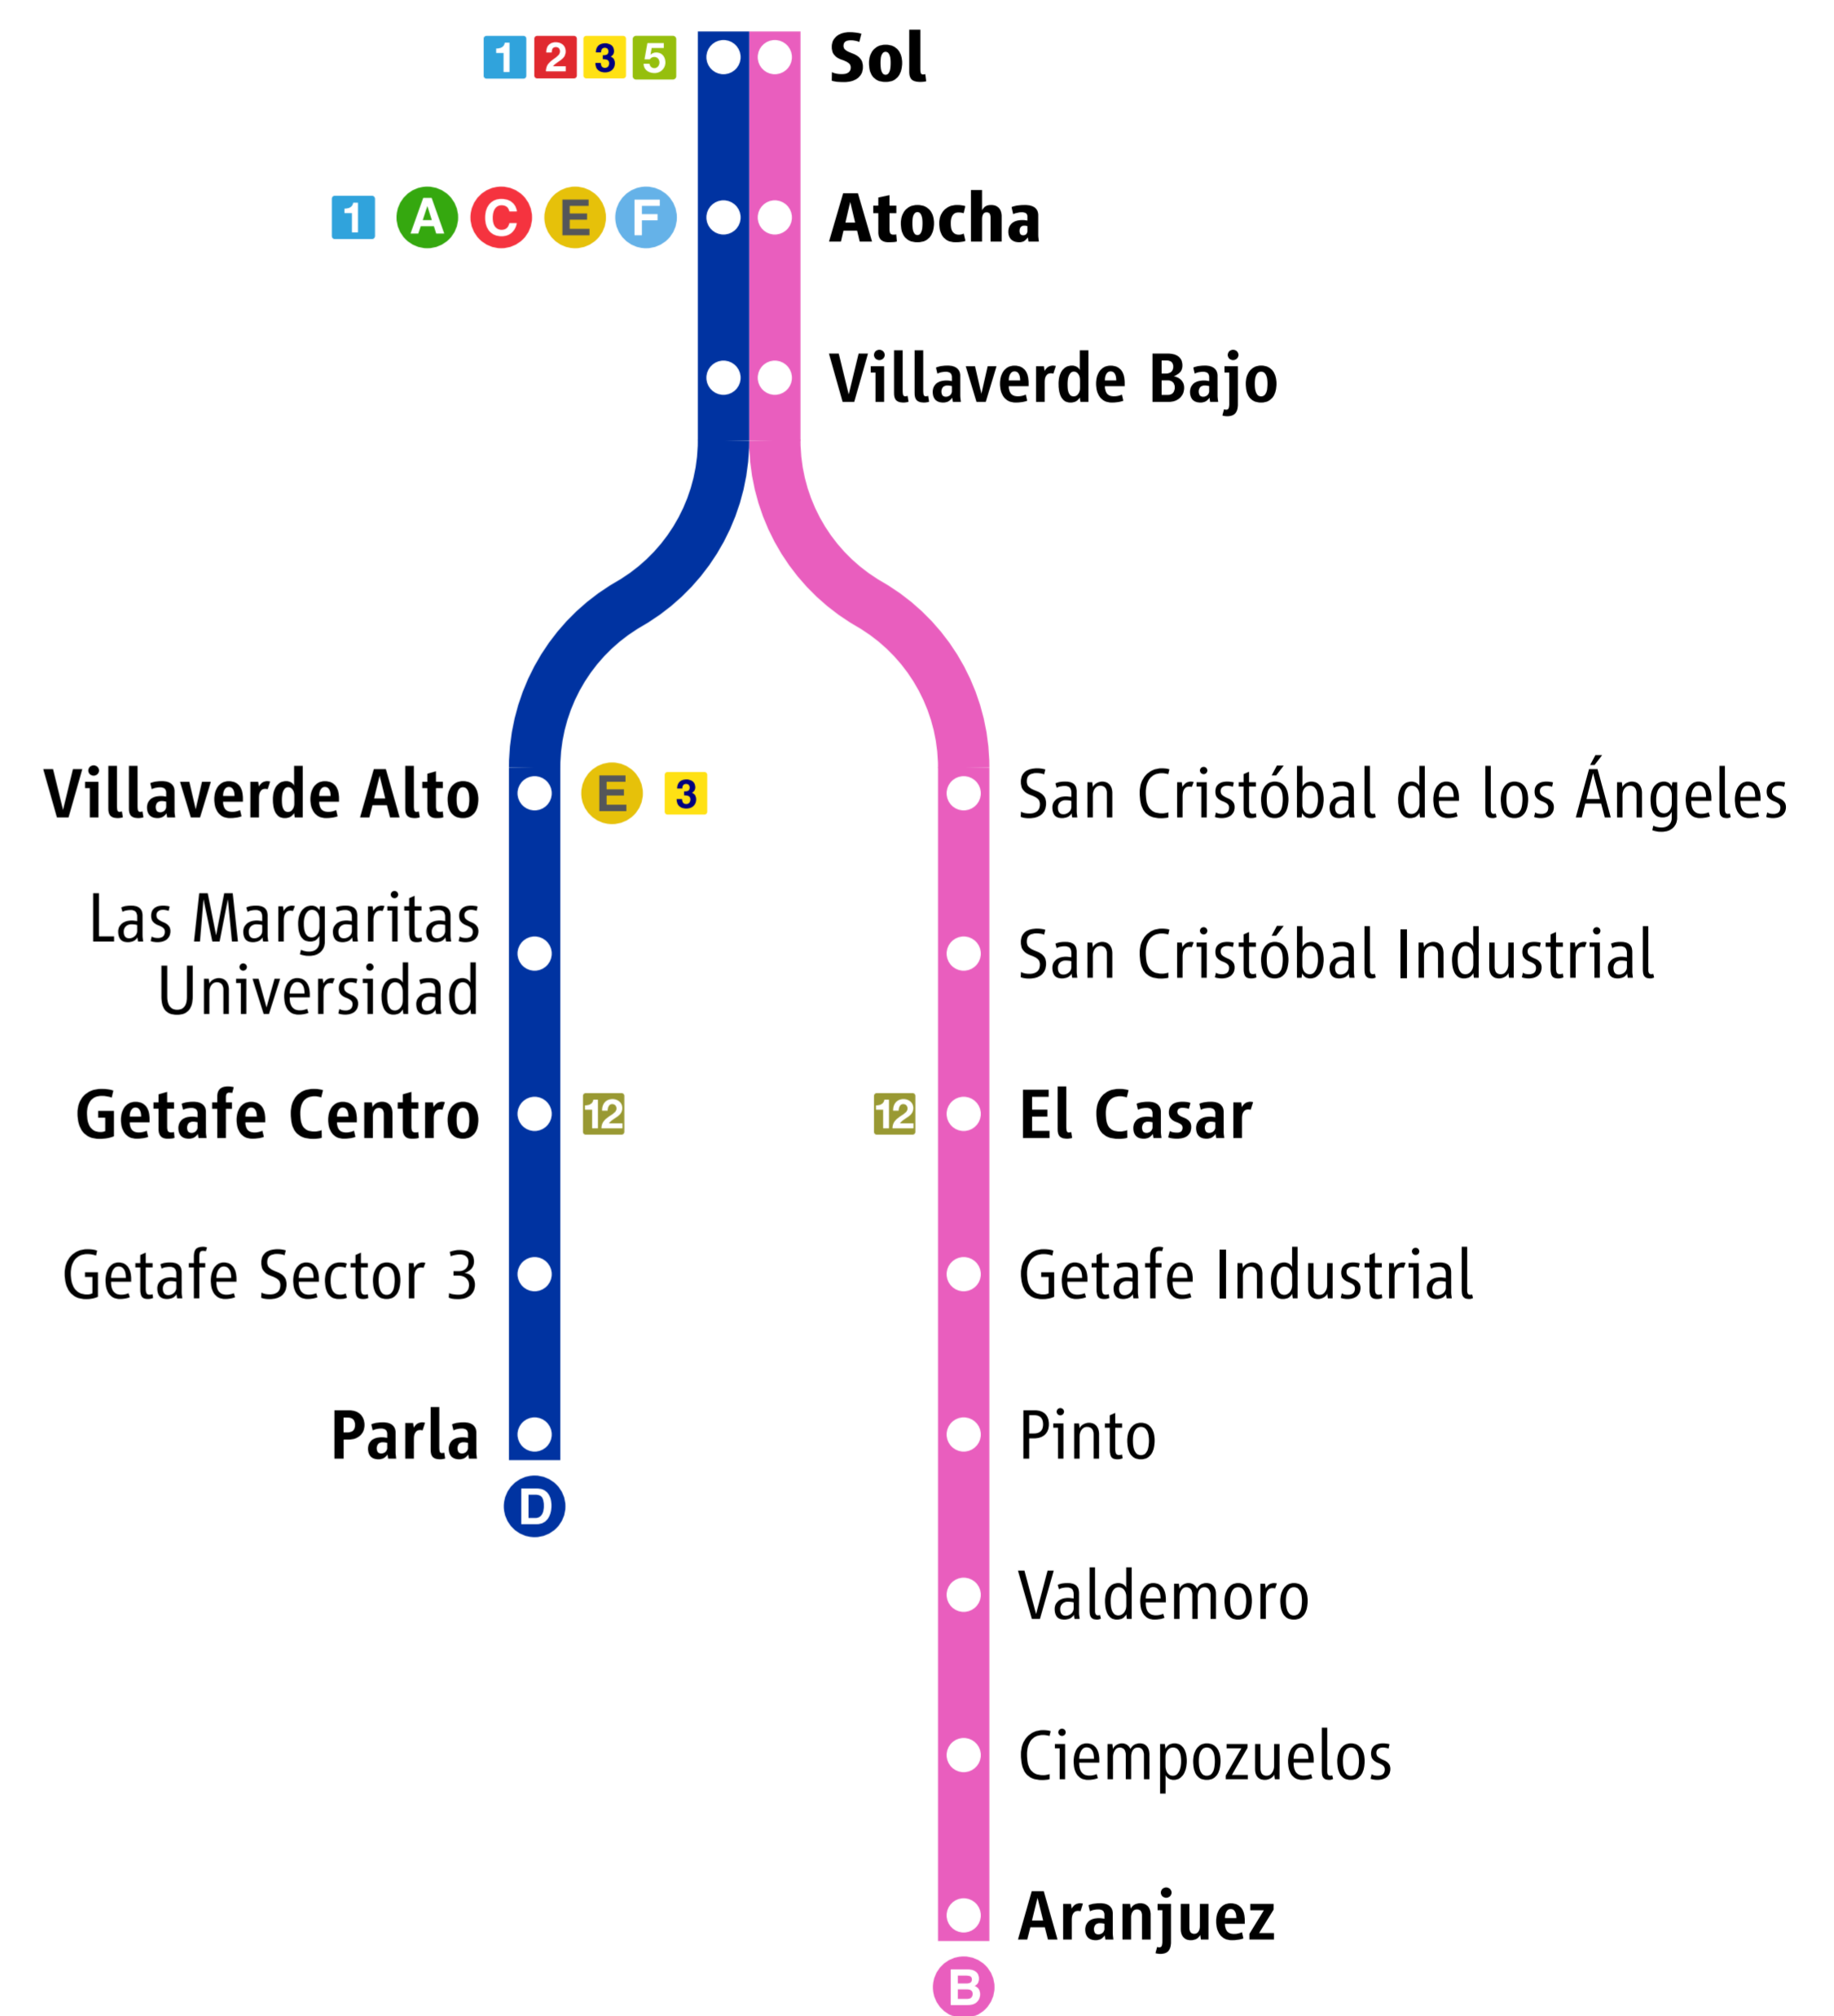 1 2 3 5 Sol
1 A C E F Atocha
Villaverde Bajo
Villaverde Alto E 3 San Cristóbal de los Ángeles
Las Margaritas
Universidad
San Cristóbal Industrial
Getafe Centro 12 12 El Casar
Getafe Sector 3 Getafe Industrial
Parla Pinto
D
Valdemoro
Ciempozuelos
Aranjuez
B